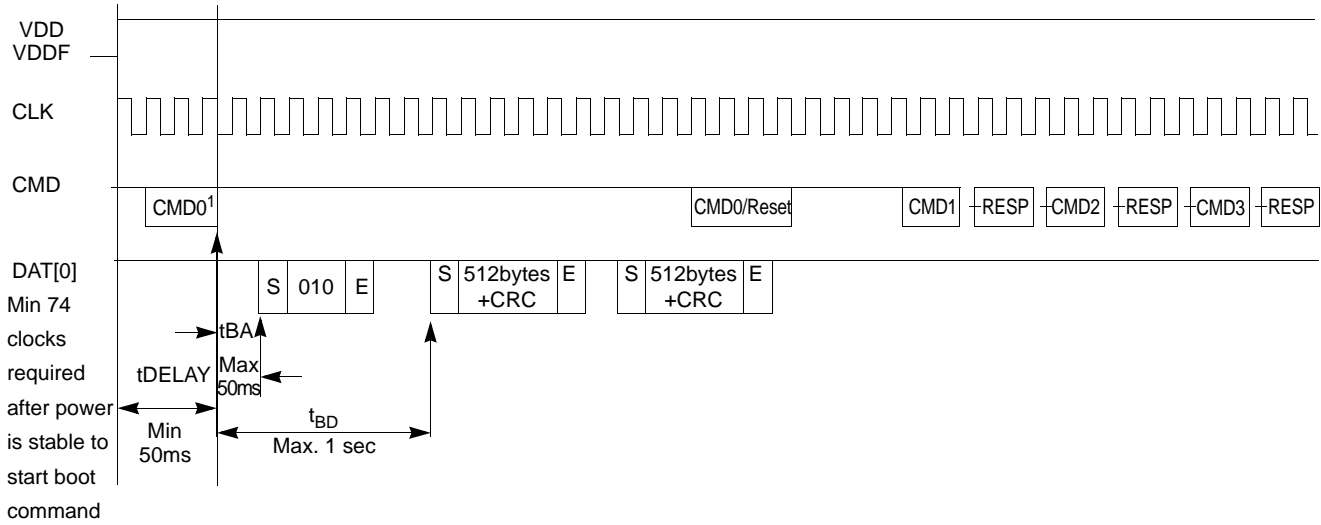 VDD
VDDF
CLK
CMD
CMD0¹
CMD0/Reset
CMD1
RESP
CMD2
RESP
CMD3
RESP
DAT[0]
S
010
E
S
512bytes
+CRC
E
S
512bytes
+CRC
E
Min 74
clocks
required
after power
is stable to
start boot
command
tBA
tDELAY
Max
50ms
Min
50ms
tBD
Max. 1 sec